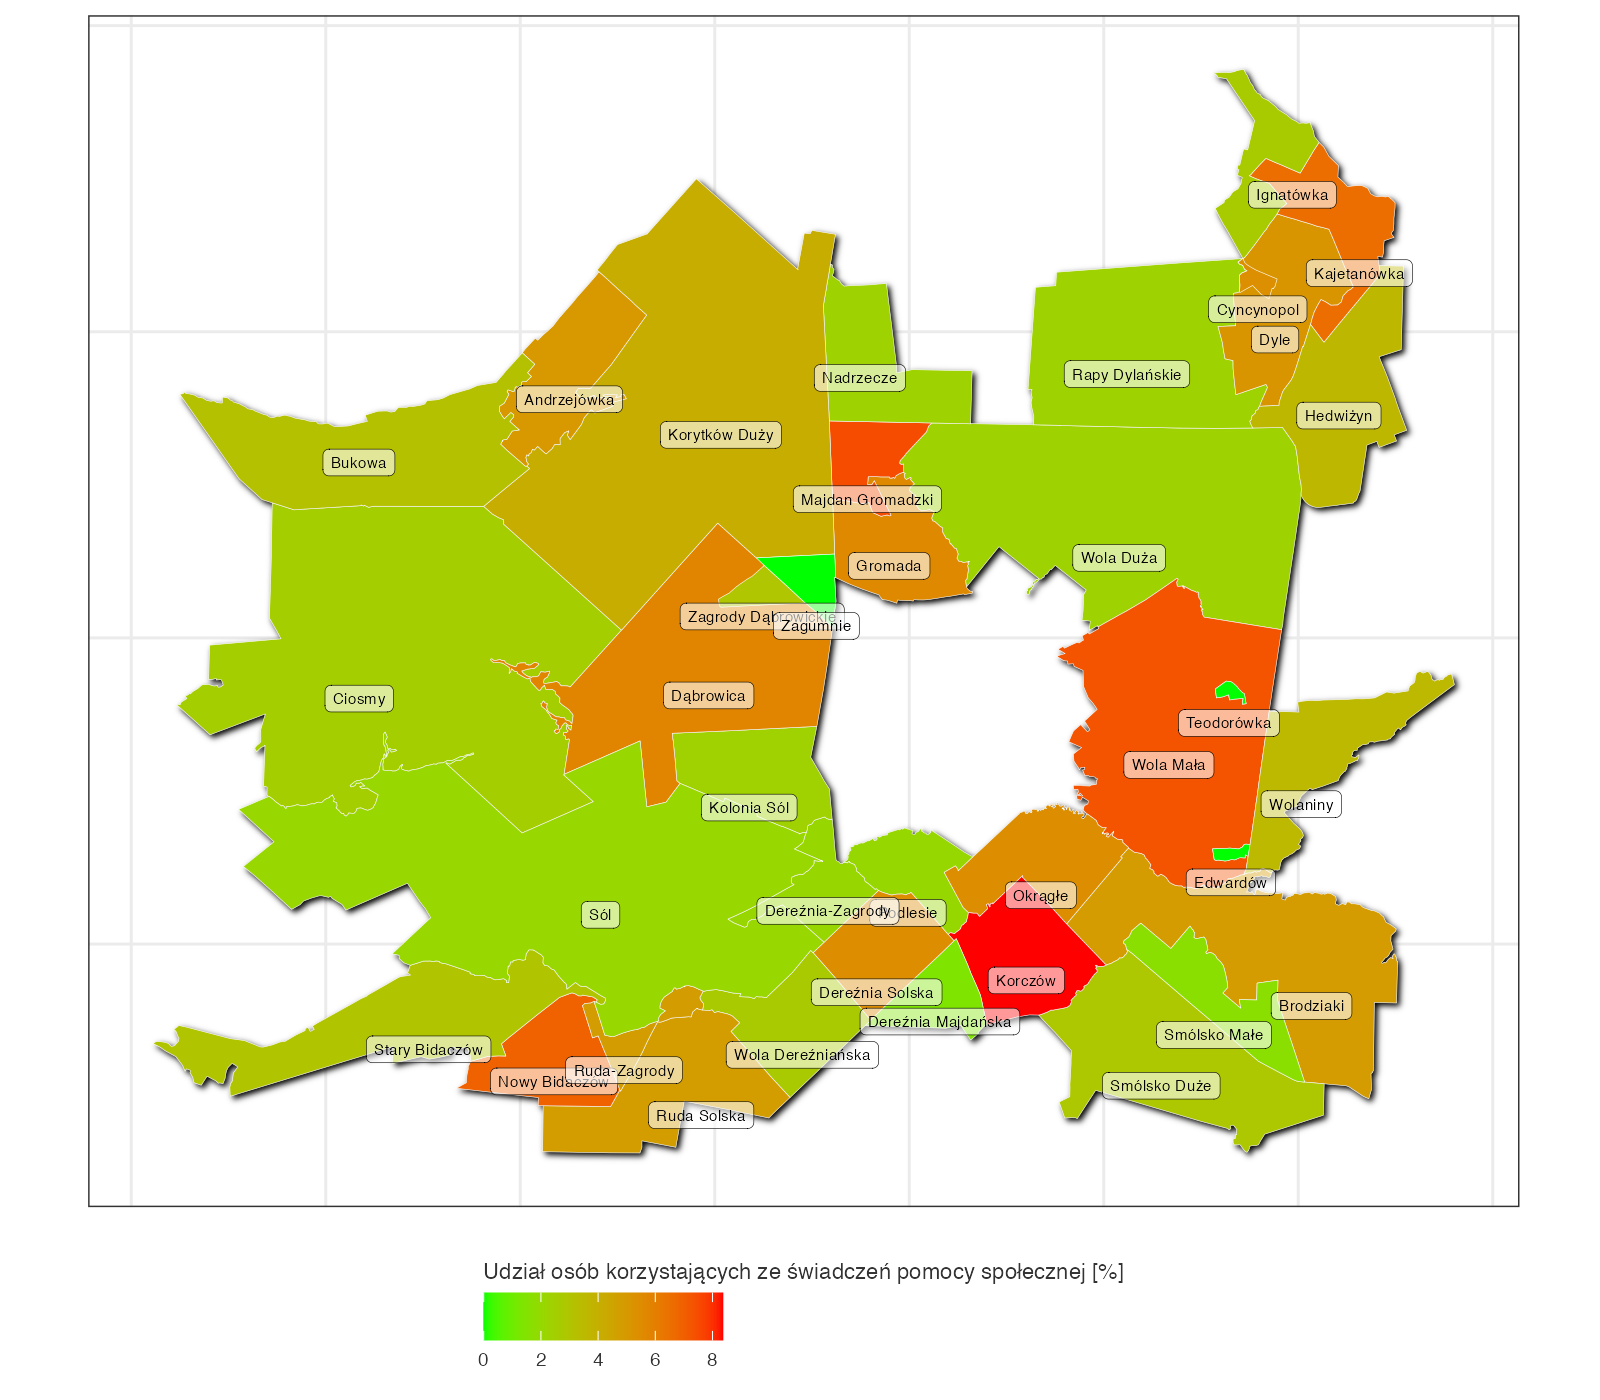 Ignatówka
Kajetanówka
Cyncynopol
Dyle
Rapy Dylańskie
Nadrzecze
Andrzejówka
Hedwiżyn
Korytków Duży
Bukowa
Majdan Gromadzki
Wola Duża
Gromada
Zagrody Dąbrowickie
Zagumnie
Dąbrowica
Ciosmy
Teodorówka
Wola Mała
Wolaniny
Kolonia Sól
Edwardów
Okrągłe
Dereźnia-Zagrody
Podlesie
Sól
Korczów
Dereźnia Solska
Brodziaki
Dereźnia Majdańska
Smólsko Małe
Stary Bidaczów
Wola Dereźniańska
Ruda-Zagrody
Nowy Bidaczów
Smólsko Duże
Ruda Solska
Udział osób korzystających ze świadczeń pomocy społecznej [%]
0 2 4 6 8